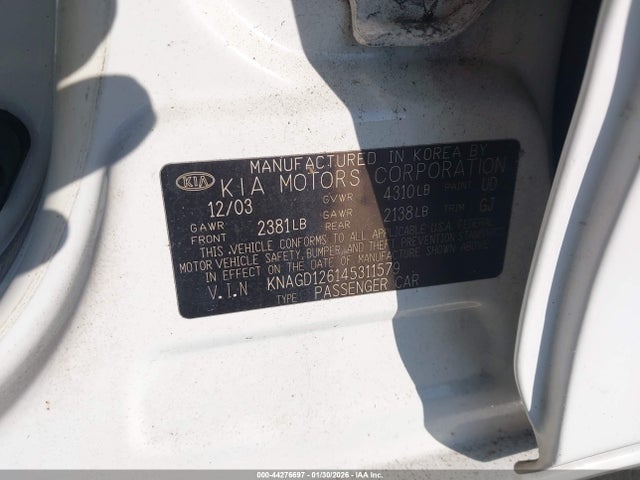 MANUFACTURED IN KOREA BY
KIA KIA MOTORS CORPORATION
12/03 GVWR 4310LB PAINT UD
GAWR FRONT 2381LB GAWR REAR 2138LB TRIM GJ
THIS VEHICLE CONFORMS TO ALL APPLICABLE U.S.A. FEDERAL
MOTOR VEHICLE SAFETY, BUMPER, AND THEFT PREVENTION STANDARDS
IN EFFECT ON THE DATE OF MANUFACTURE SHOWN ABOVE.
V.I.N KNAGD126145311579
TYPE PASSENGER CAR
000-44276697 - 01/30/2026 - IAA Inc.